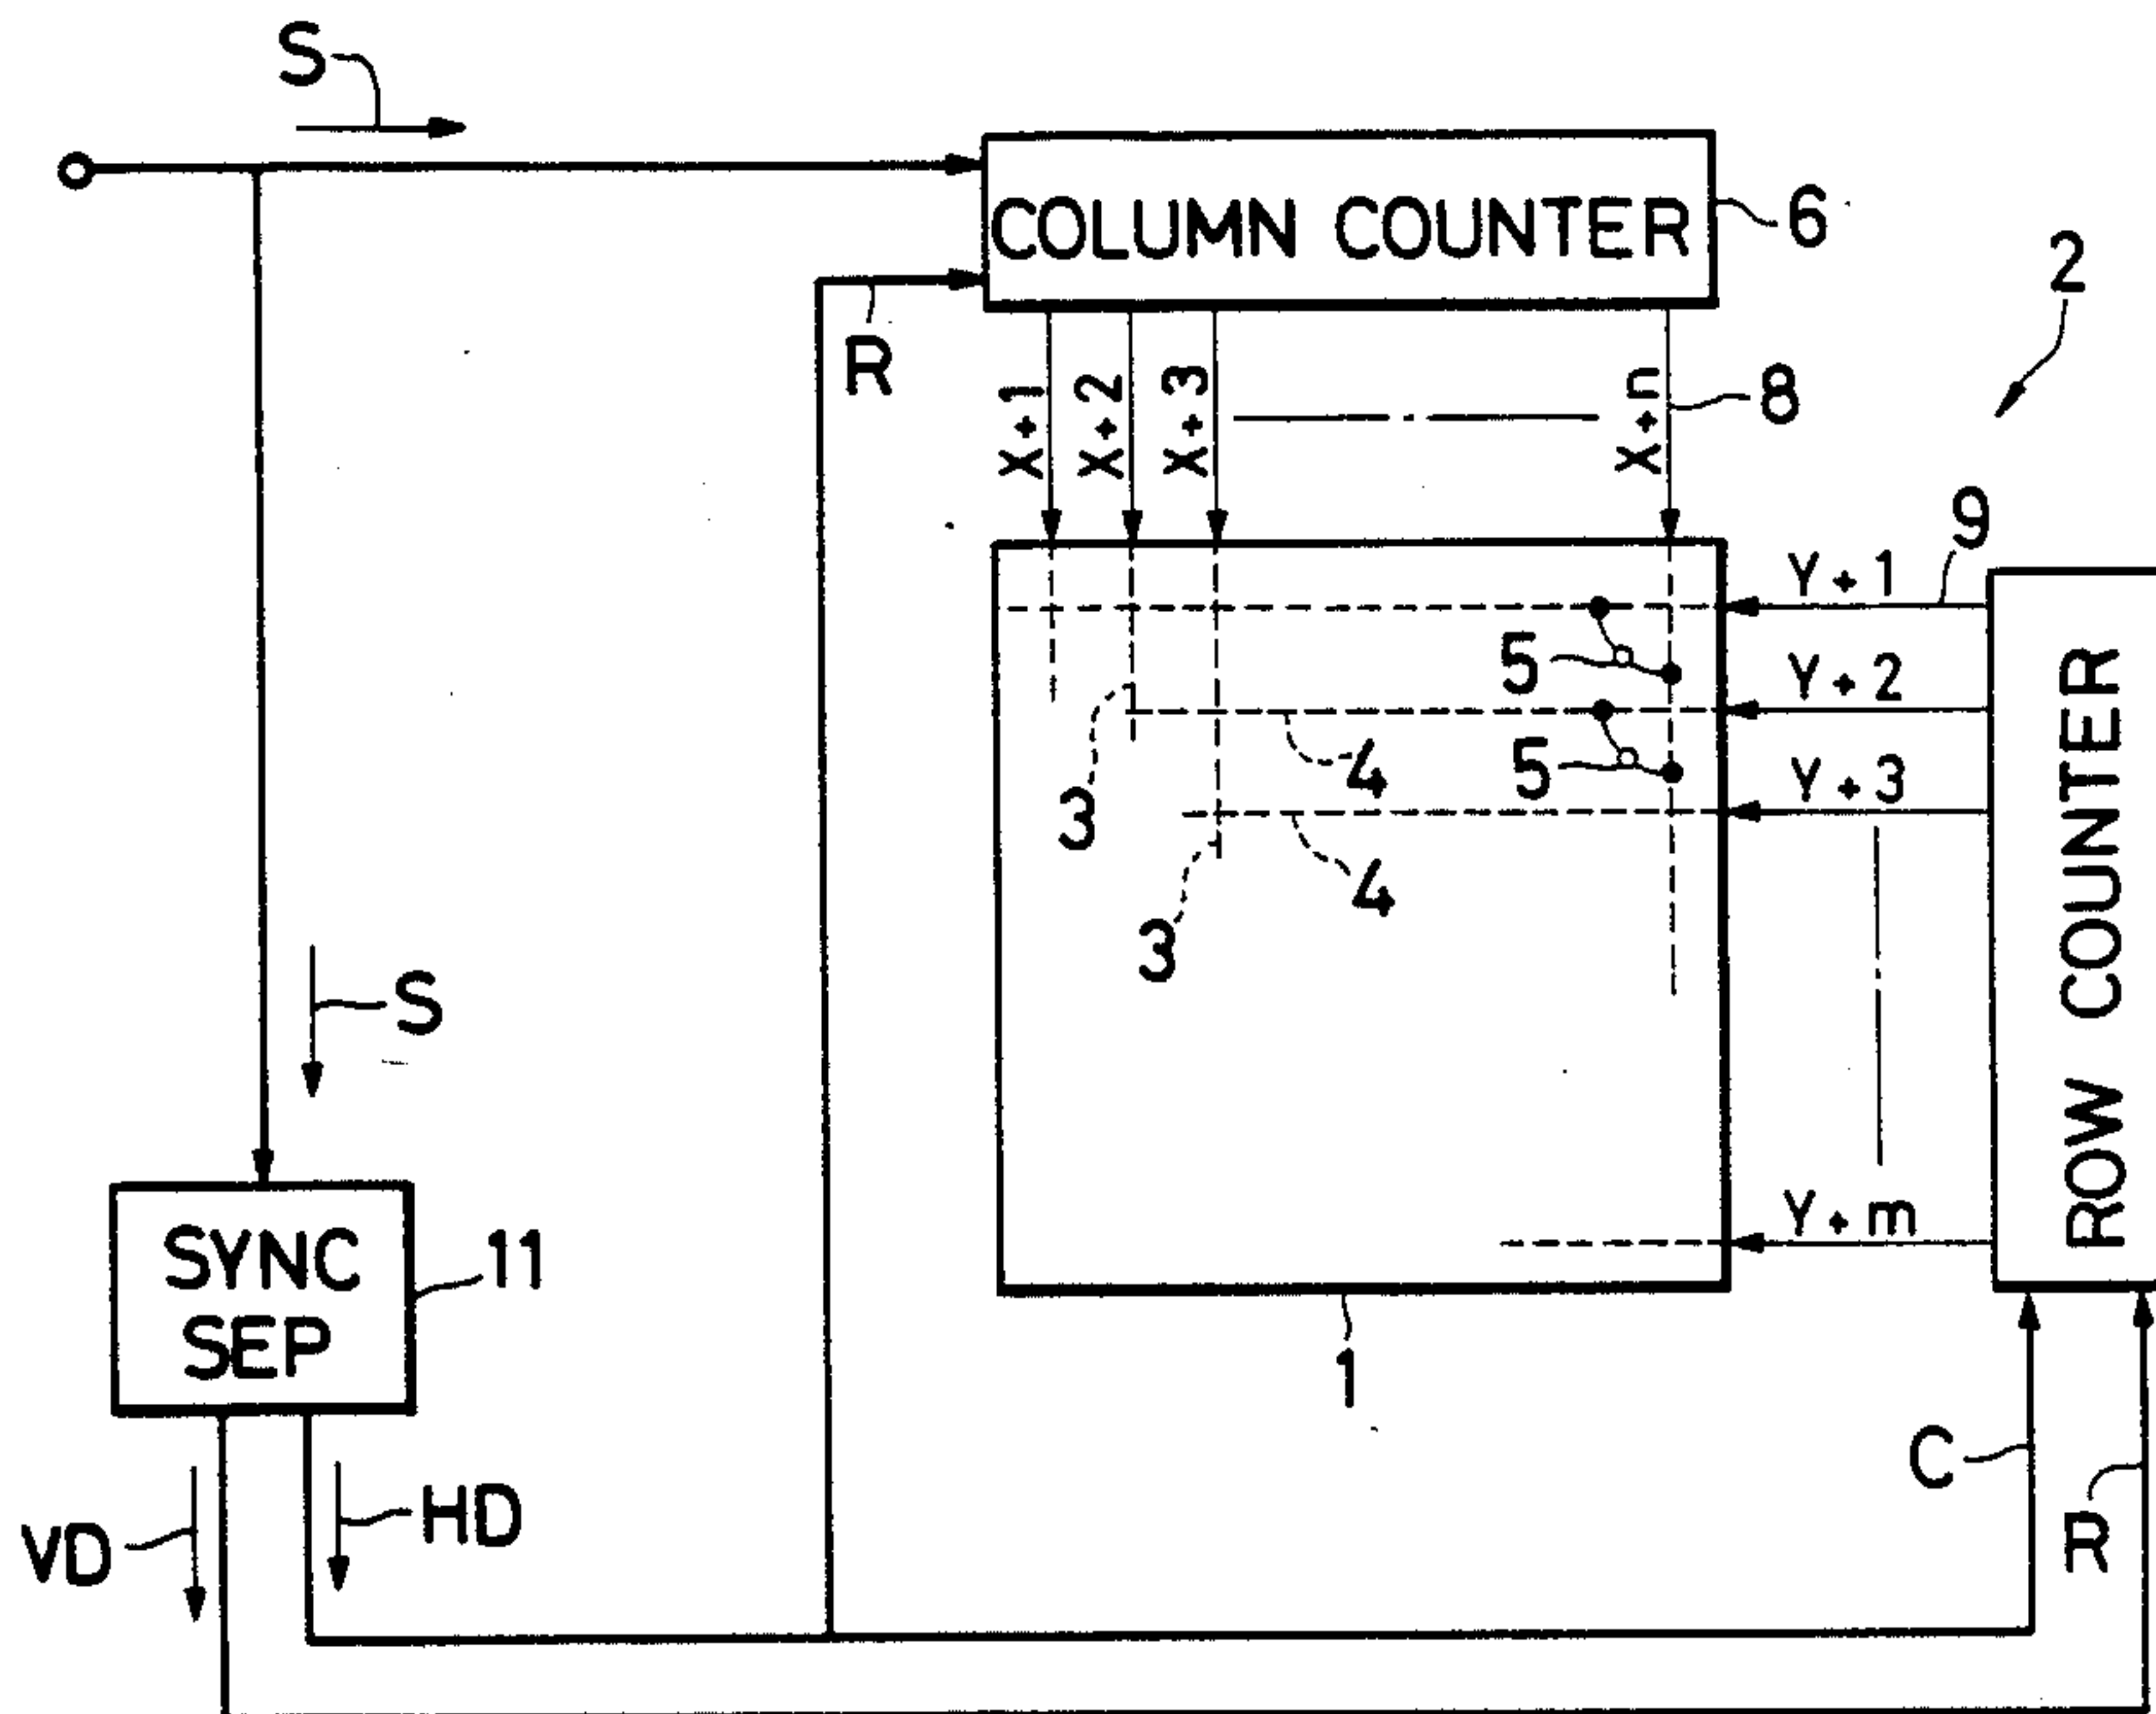 S
COLUMN COUNTER
6
2
R
X+1
X+2
X+3
X+n
8
9
Y+1
5
Y+2
4
5
Y+3
3
4
3
ROW COUNTER
S
Y+m
SYNC
SEP
11
1
C
HD
VD
R